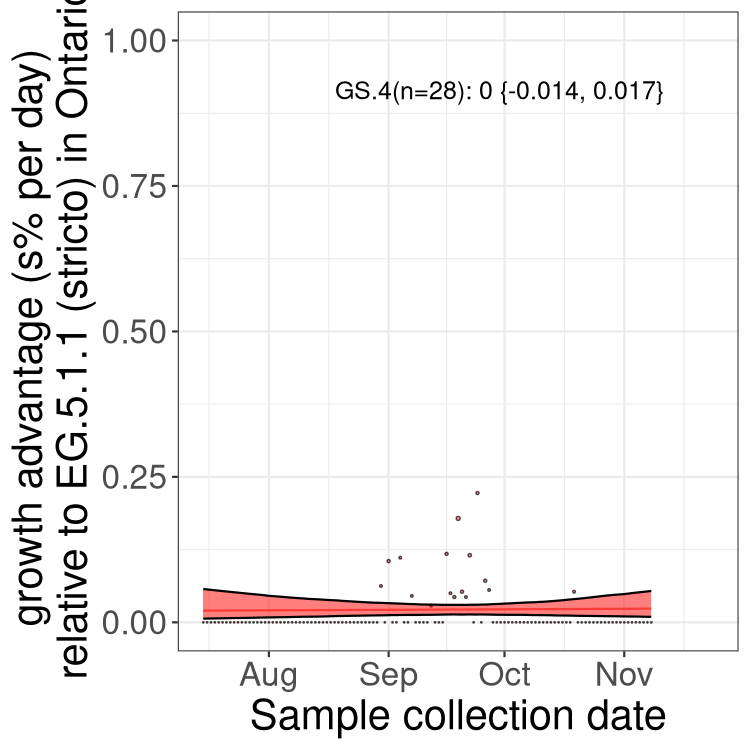 growth advantage (s% per day)
relative to EG.5.1.1 (stricto) in Ontario
1.00
0.75
0.50
0.25
0.00
GS.4(n=28): 0 {-0.014, 0.017}
Aug Sep Oct Nov
Sample collection date